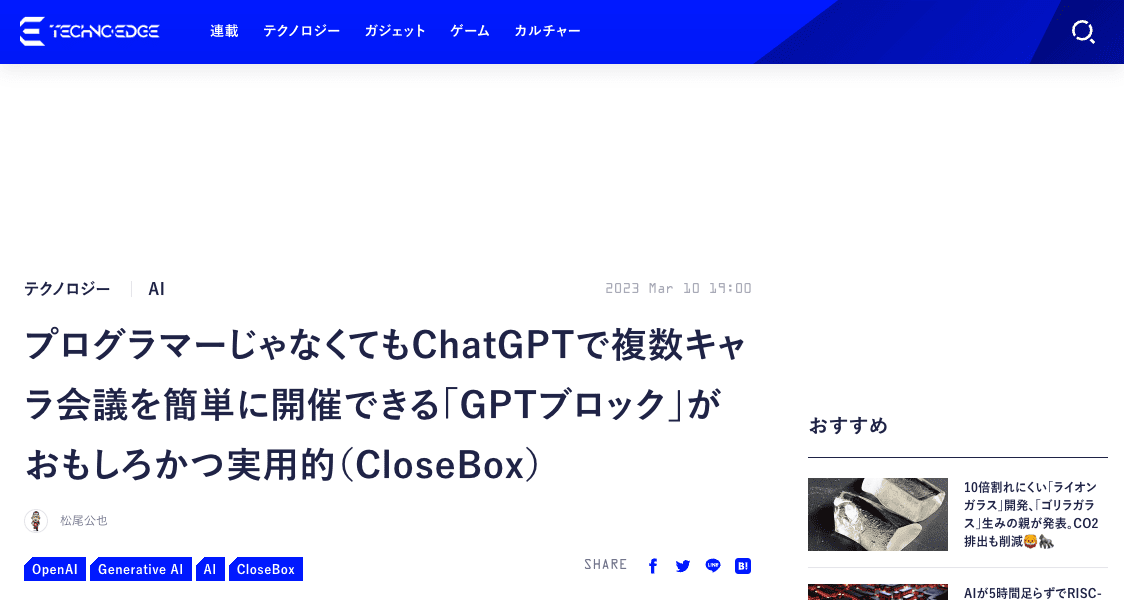 TECHNOEDGE
連載 テクノロジー ガジェット ゲーム カルチャー
テクノロジー AI
2023 Mar 10 19:00
プログラマーじゃなくてもChatGPTで複数キャ
ラ会議を簡単に開催できる「GPTブロック」が
おもしろかつ実用的（CloseBox）
松尾公也
OpenAI Generative AI AI CloseBox
SHARE
LINE
B!
おすすめ
10倍割れにくい「ライオン
ガラス」開発、「ゴリラガラ
ス」生みの親が発表。CO2
排出も削減🦁🦍
AIが5時間足らずでRISC-